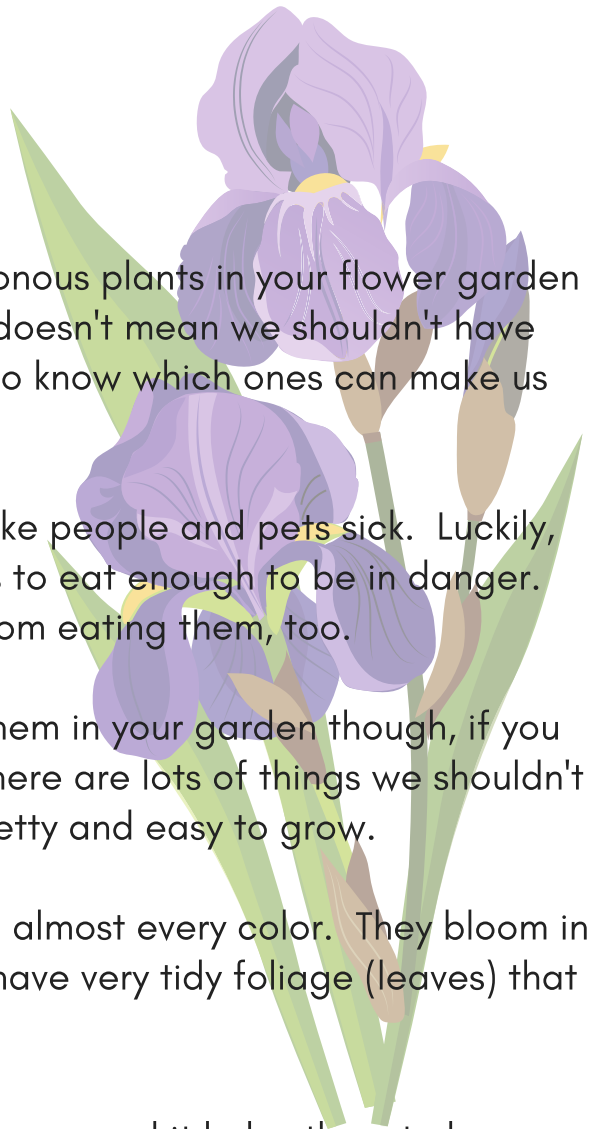 onous plants in your flower garden
doesn't mean we shouldn't have
o know which ones can make us
ke people and pets sick.  Luckily,
to eat enough to be in danger.
om eating them, too.
hem in your garden though, if you
here are lots of things we shouldn't
etty and easy to grow.
almost every color.  They bloom in
have very tidy foliage (leaves) that